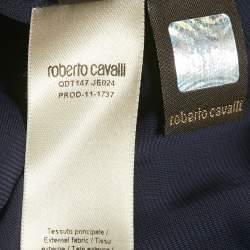 roberto cavalli
QDT147 JE024
PROD-11-1737
roberto cavalli
Tessuto principale /
External fabric / Tissu